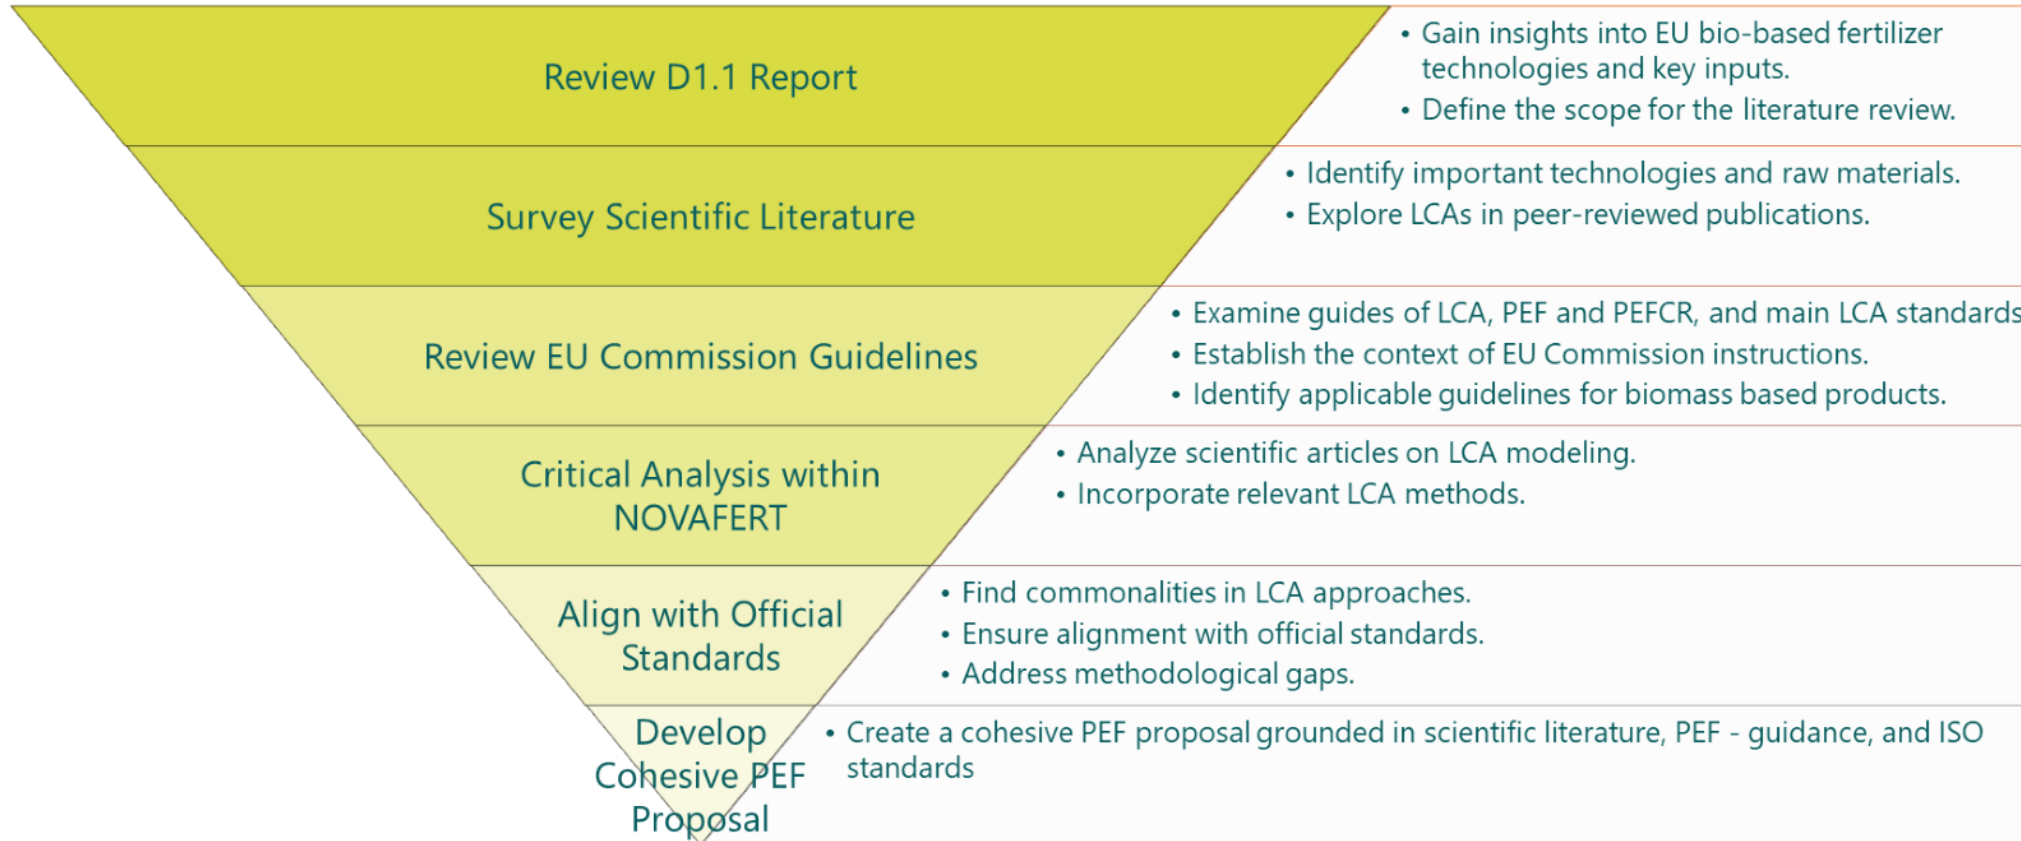 Review D1.1 Report
• Gain insights into EU bio-based fertilizer
technologies and key inputs.
• Define the scope for the literature review.
Survey Scientific Literature
• Identify important technologies and raw materials.
• Explore LCAs in peer-reviewed publications.
Review EU Commission Guidelines
• Examine guides of LCA, PEF and PEFCR, and main LCA standards
• Establish the context of EU Commission instructions.
• Identify applicable guidelines for biomass based products.
Critical Analysis within
NOVAFERT
• Analyze scientific articles on LCA modeling.
• Incorporate relevant LCA methods.
Align with Official
Standards
• Find commonalities in LCA approaches.
• Ensure alignment with official standards.
• Address methodological gaps.
Develop
Cohesive PEF
Proposal
• Create a cohesive PEF proposal grounded in scientific literature, PEF - guidance, and ISO
standards